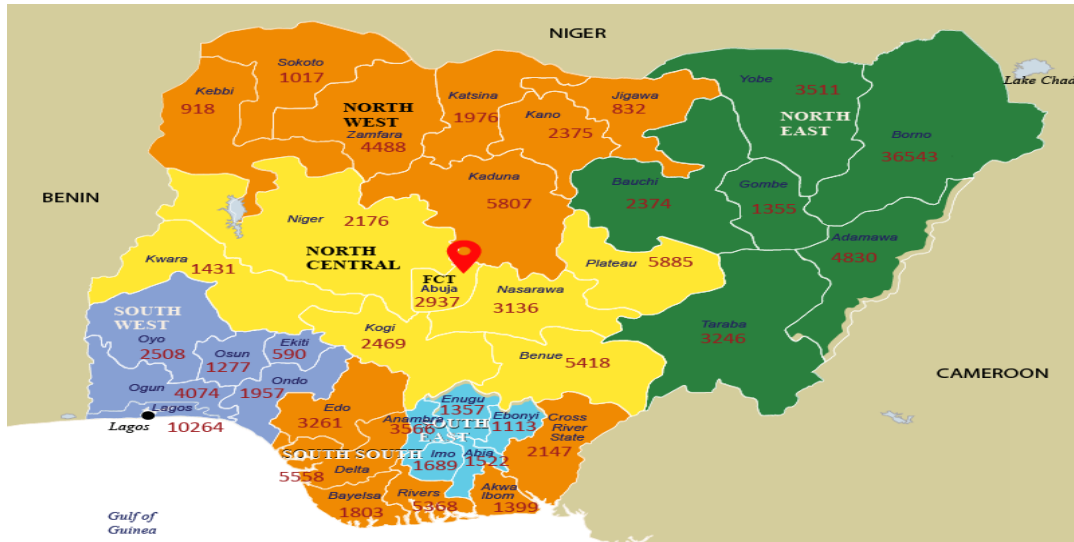 NIGER
Sokoto
1017
Kebbi
918
NORTH
WEST
Katsina
1976
Kano
2375
Jigawa
832
Zamfara
4488
Yobe
3511
NORTH
EAST
Lake Chad
Borno
36543
Kaduna
5807
Bauchi
2374
Gombe
1355
Adamawa
4830
BENIN
Niger
2176
NORTH
CENTRAL
Kwara
1431
FCT
Abuja
2937
Nasarawa
3136
Plateau
5885
Taraba
3246
Kogi
2469
Benue
5418
CAMEROON
SOUTH
WEST
Oyo
2508
Osun
1277
Ekiti
590
Ogun
4074
Ondo
1957
Lagos
10264
Lagos
Edo
3261
Anambra
3566
Enugu
1357
SOUTH
EAST
Ebonyi
1113
Cross
River
State
2147
Imo
1689
Abia
1522
SOUTH SOUTH
5558
Delta
Bayelsa
1803
Rivers
5368
Akwa
Ibom
1399
Gulf of
Guinea